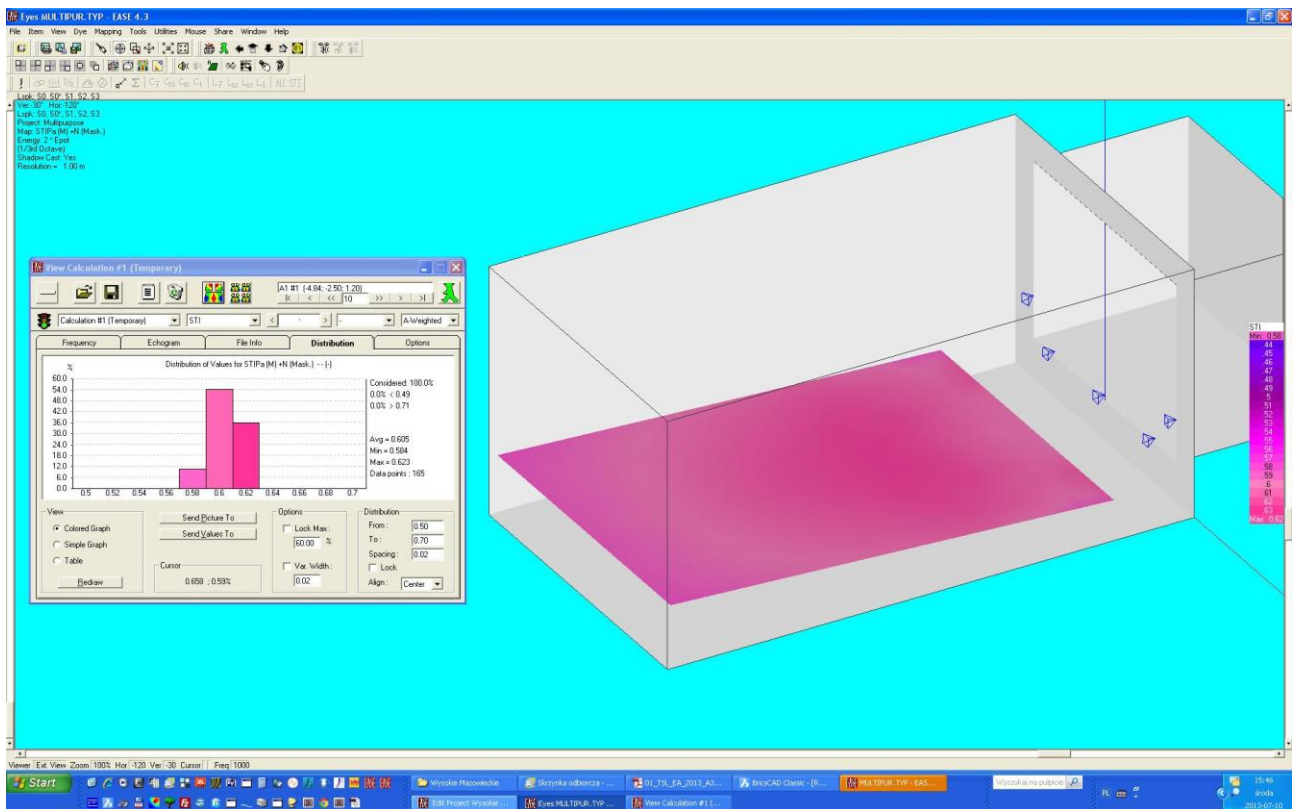 Eyes MULTIPUR.TYP - EASE 4.3
File Item View Dye Mapping Tools Utilities Mouse Share Window Help
C7 C50 C80 Ct L7 L50 L80 ALC STI
Lspk: S0, S0*, S1, S2, S3
Ver:-30° Hor:-120°
Lspk: S0, S0*, S1, S2, S3
Project: Multipurpose
Map: STIPa (M) +N (Mask.)
Energy: 2 * Epot
(1/3rd Octave)
Shadow Cast: Yes
Resolution = 1.00 m
View Calculation #1 (Temporary)
A1 #1 (-4.84; -2.50; 1.20)
|< < << 10 >> > >|
Calculation #1 (Temporary) STI < - > - A-Weighted
Frequency Echogram File Info Distribution Options
% Distribution of Values for STIPa (M) +N (Mask.) -- (-)
60.0
54.0
48.0
42.0
36.0
30.0
24.0
18.0
12.0
6.0
0.0
0.5 0.52 0.54 0.56 0.58 0.6 0.62 0.64 0.66 0.68 0.7
Considered: 100.0%
0.0% < 0.49
0.0% > 0.71
Avg = 0.605
Min = 0.584
Max = 0.623
Data points : 165
View
Colored Graph
Simple Graph
Table
Redraw
Send Picture To
Send Values To
Cursor
0.658 ; 0.59%
Options
Lock Max :
60.00 %
Var. Width :
0.02
Distribution
From : 0.50
To : 0.70
Spacing : 0.02
Lock
Align : Center
STI
Min: 0.58
.44
.45
.46
.47
.48
.49
.5
.51
.52
.53
.54
.55
.56
.57
.58
.59
.6
.61
.62
.63
Max: 0.62
Viewer Ext. View Zoom 100% Hor -120 Ver -30 Cursor Freq 1000
Start
Wysokie Mazowieckie
Skrzynka odbiorcza - ...
01_TSL_EA_2013_A3...
BricsCAD Classic - [R...
MULTIPUR.TYP - EAS...
Wyszukaj na pulpicie
PL
15:46
Edit Project Wysokie ...
Eyes MULTIPUR.TYP ...
View Calculation #1 (...
środa
2013-07-10